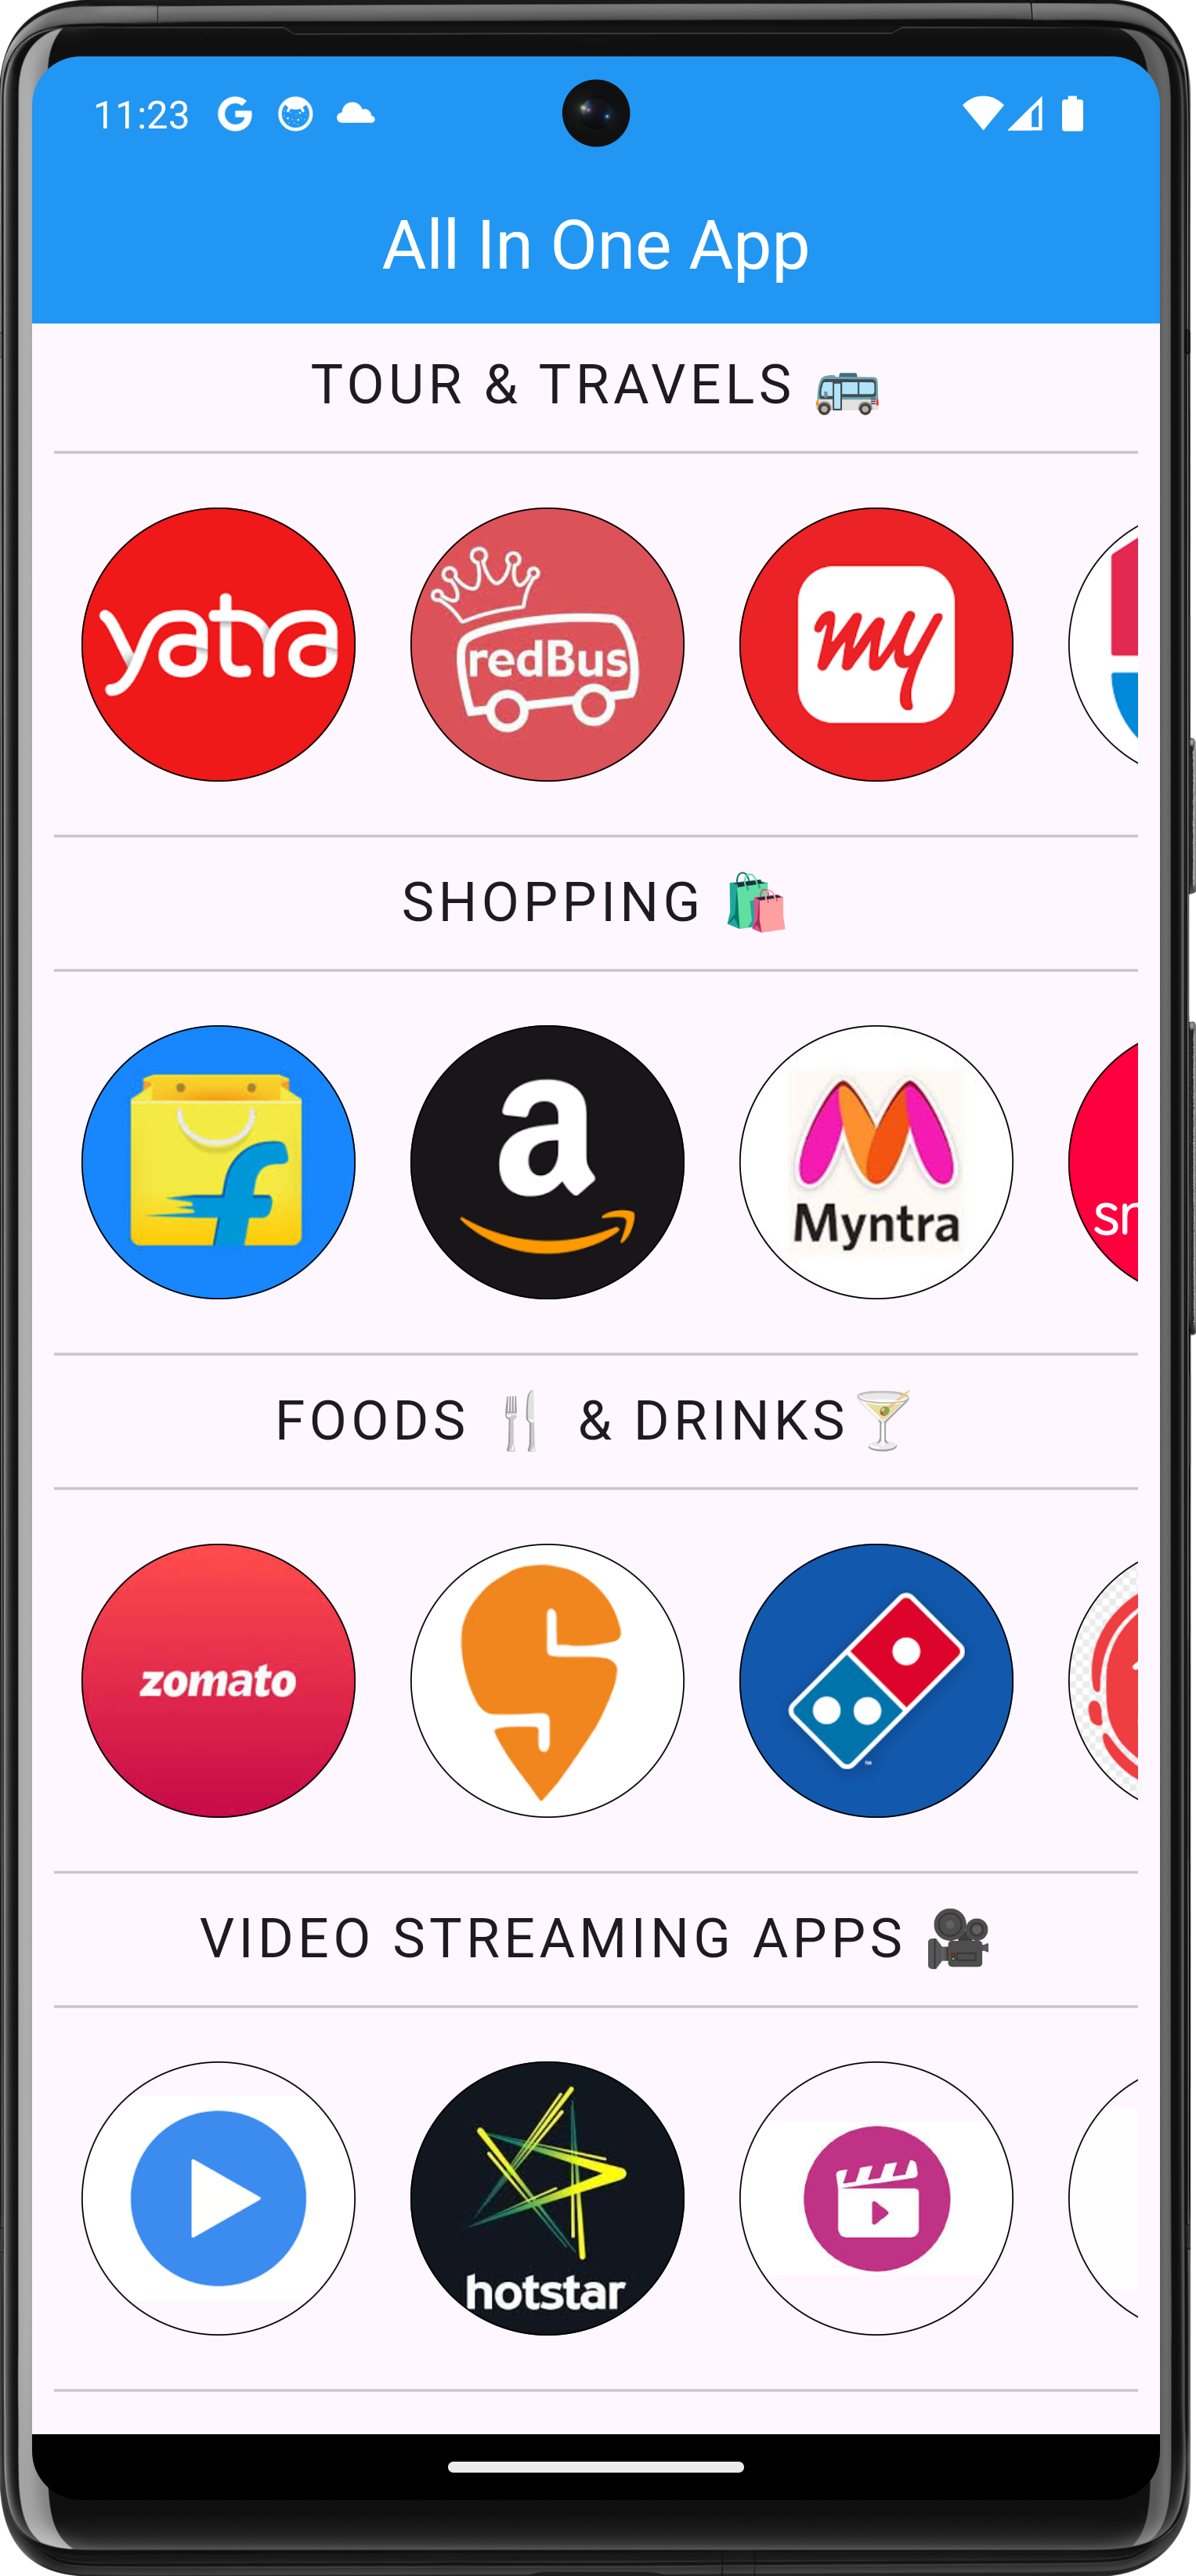 11:23
All In One App
TOUR & TRAVELS 🚌
yatra
redBus
my
SHOPPING 🛍️
f
a
Myntra
sn
FOODS 🍴 & DRINKS🍸
zomato
VIDEO STREAMING APPS 🎥
hotstar